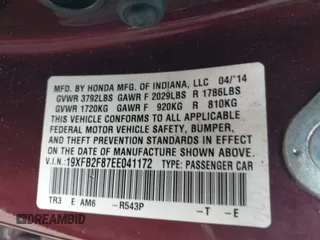 MFD. BY HONDA MFG. OF INDIANA, LLC 04/'14
GVWR 3792LBS GAWR F 2029LBS R 1786LBS
GVWR 1720KG GAWR F 920KG R 810KG
THIS VEHICLE CONFORMS TO ALL APPLICABLE
FEDERAL MOTOR VEHICLE SAFETY, BUMPER,
AND THEFT PREVENTION STANDARDS IN EFFECT
ON THE DATE OF MANUFACTURE SHOWN ABOVE.
V.I.N.:19XFB2F87EE041172 TYPE: PASSENGER CAR
TR3 E AM6 -R543P -T -E
DREAMBID